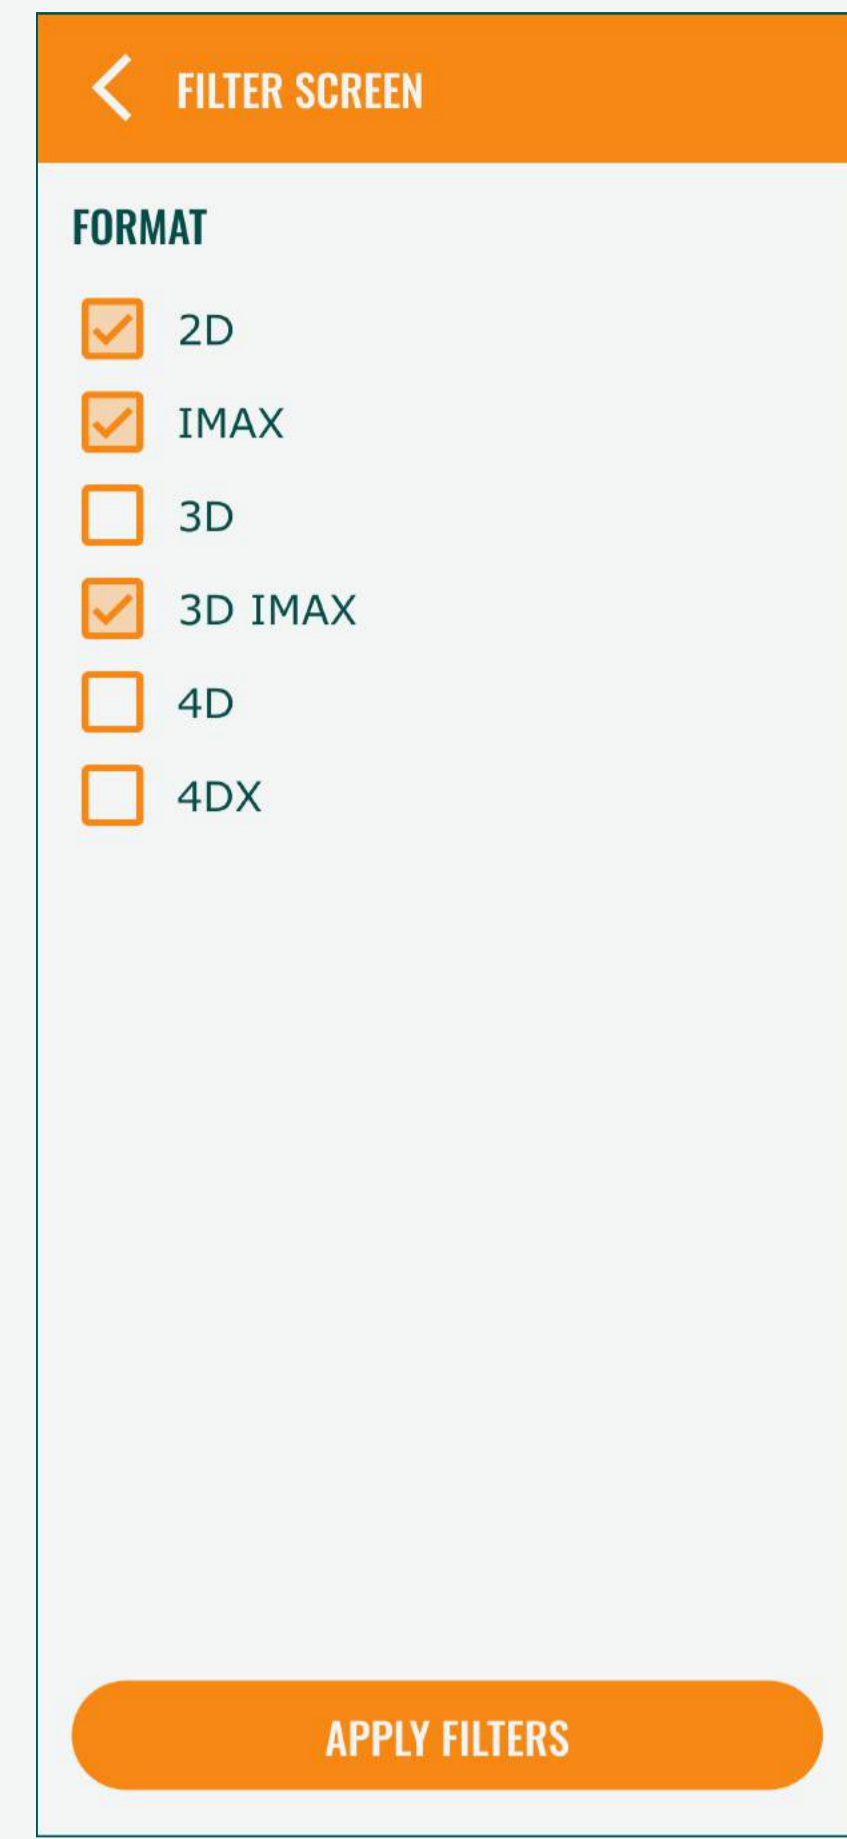 FILTER SCREEN
FORMAT
2D
IMAX
3D
3D IMAX
4D
4DX
APPLY FILTERS